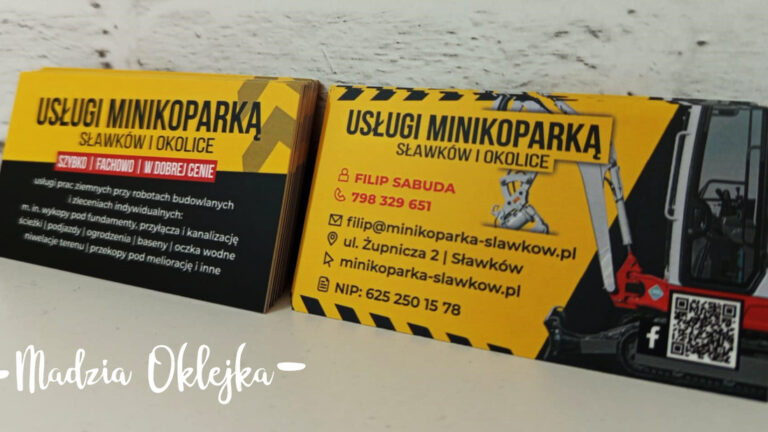 USŁUGI MINIKOPARKĄ
SŁAWKÓW I OKOLICE
SZYBKO | FACHOWO | W DOBREJ CENIE
usługi prac ziemnych przy robotach budowlanych
i zleceniach indywidualnych:
m. in. wykopy pod fundamenty, przyłącza i kanalizację
ścieżki | podjazdy | ogrodzenia | baseny | oczka wodne
niwelacje terenu | przekopy pod meliorację i inne
USŁUGI MINIKOPARKĄ
SŁAWKÓW I OKOLICE
FILIP SABUDA
798 329 651
filip@minikoparka-slawkow.pl
ul. Żupnicza 2 | Sławków
minikoparka-slawkow.pl
NIP: 625 250 15 78
f
Madzia Oklejka